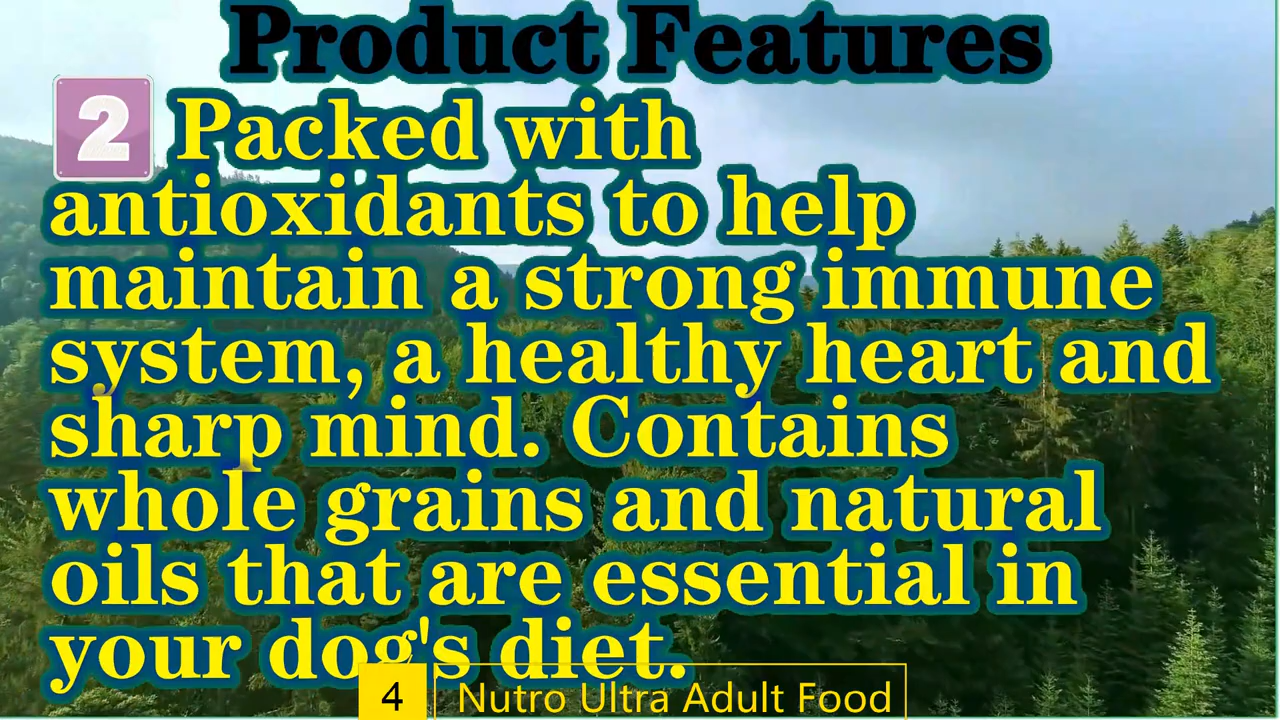 Product Features
2 Packed with
antioxidants to help
maintain a strong immune
system, a healthy heart and
sharp mind. Contains
whole grains and natural
oils that are essential in
your dog's diet.
4 Nutro Ultra Adult Food